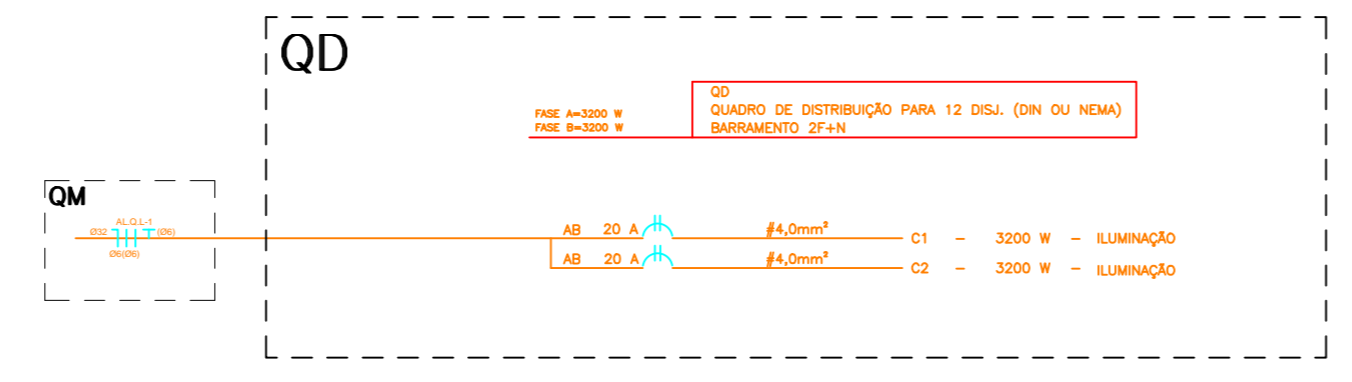 QD
FASE A=3200 W
FASE B=3200 W
QD
QUADRO DE DISTRIBUIÇÃO PARA 12 DISJ. (DIN OU NEMA)
BARRAMENTO 2F+N
QM
AL.Q.L-1
Ø32 (Ø6)
Ø6(Ø6)
AB 20 A #4,0mm² C1 - 3200 W - ILUMINAÇÃO
AB 20 A #4,0mm² C2 - 3200 W - ILUMINAÇÃO